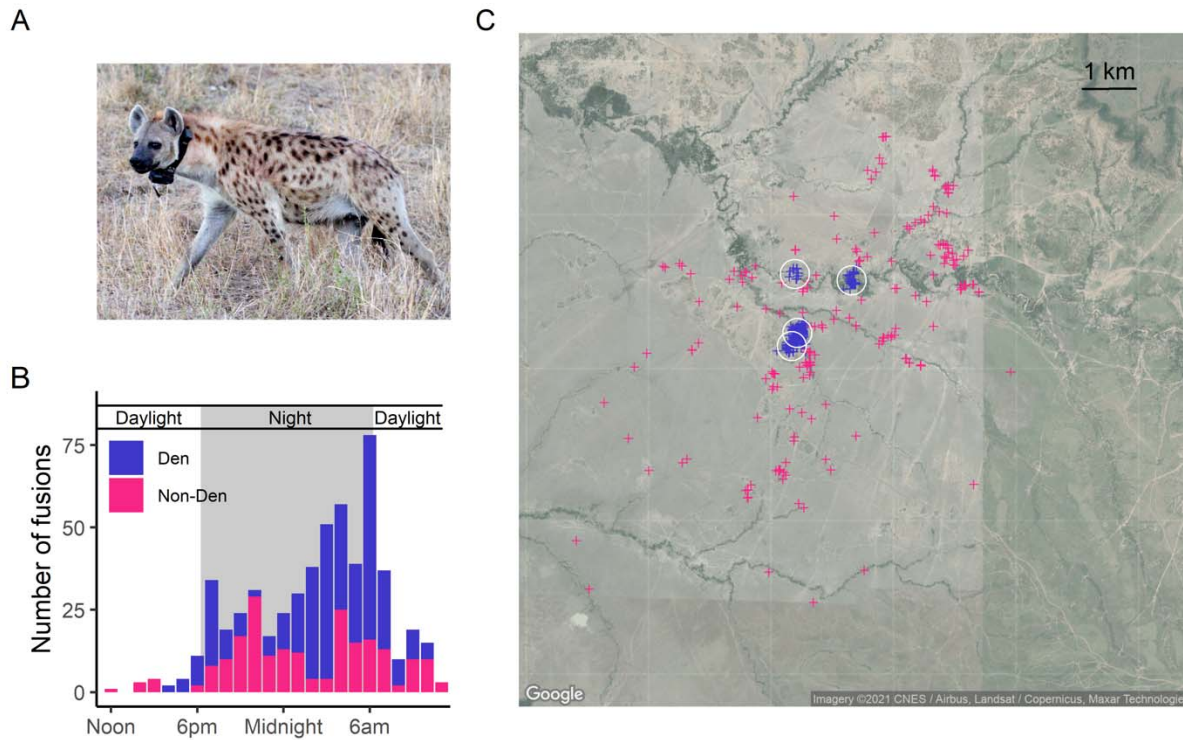 A
C
1 km
B
Daylight Night Daylight
75
Den
Non-Den
50
25
0
Number of fusions
Noon 6pm Midnight 6am
Google
Imagery ©2021 CNES / Airbus, Landsat / Copernicus, Maxar Technologie